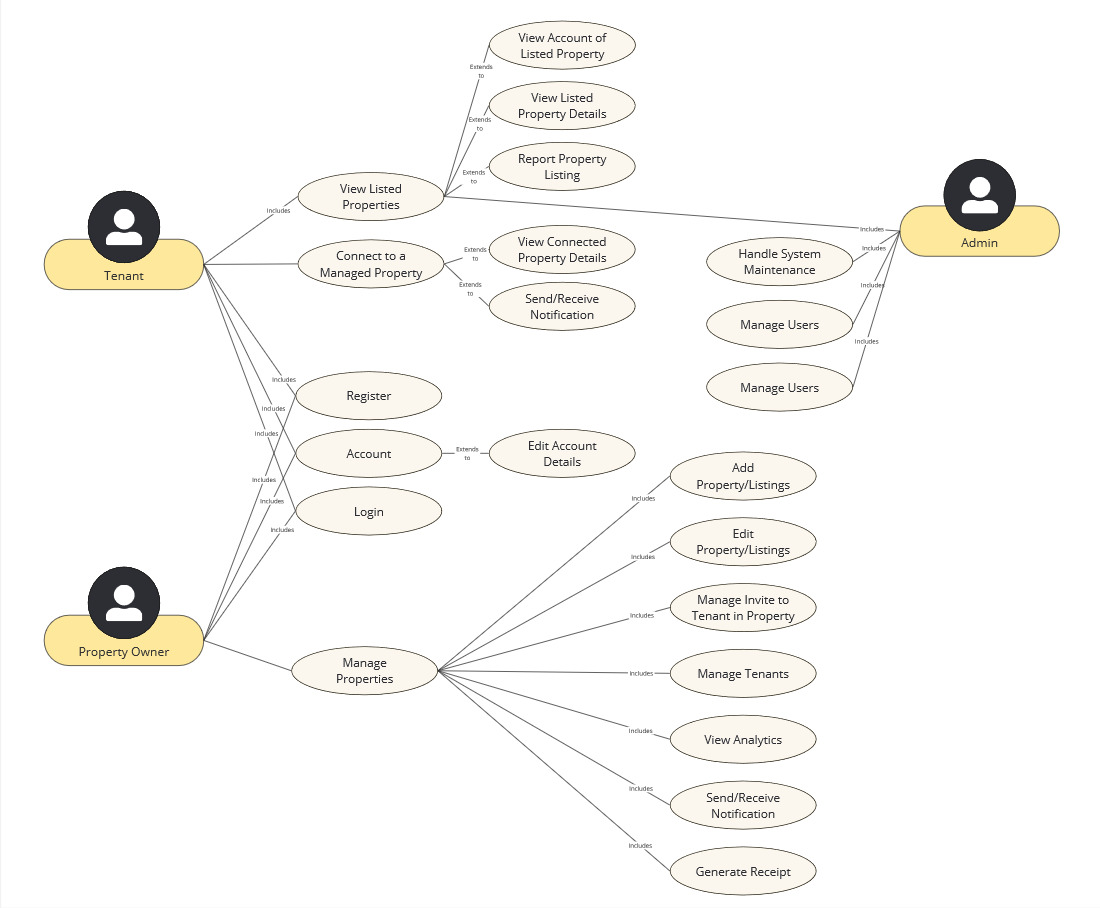 View Account of
Listed Property
Extends
to
View Listed
Property Details
Extends
to
Report Property
Listing
Extends
to
View Listed
Properties
Includes
Tenant
Admin
Includes
Includes
Connect to a
Managed Property
View Connected
Property Details
Extends
to
Send/Receive
Notification
Extends
to
Handle System
Maintenance
Includes
Manage Users
Includes
Manage Users
Includes
Register
Includes
Account
Includes
Login
Extends
to
Edit Account
Details
Includes
Includes
Includes
Property Owner
Manage
Properties
Includes
Add
Property/Listings
Includes
Edit
Property/Listings
Includes
Manage Invite to
Tenant in Property
Includes
Manage Tenants
Includes
View Analytics
Includes
Send/Receive
Notification
Includes
Generate Receipt